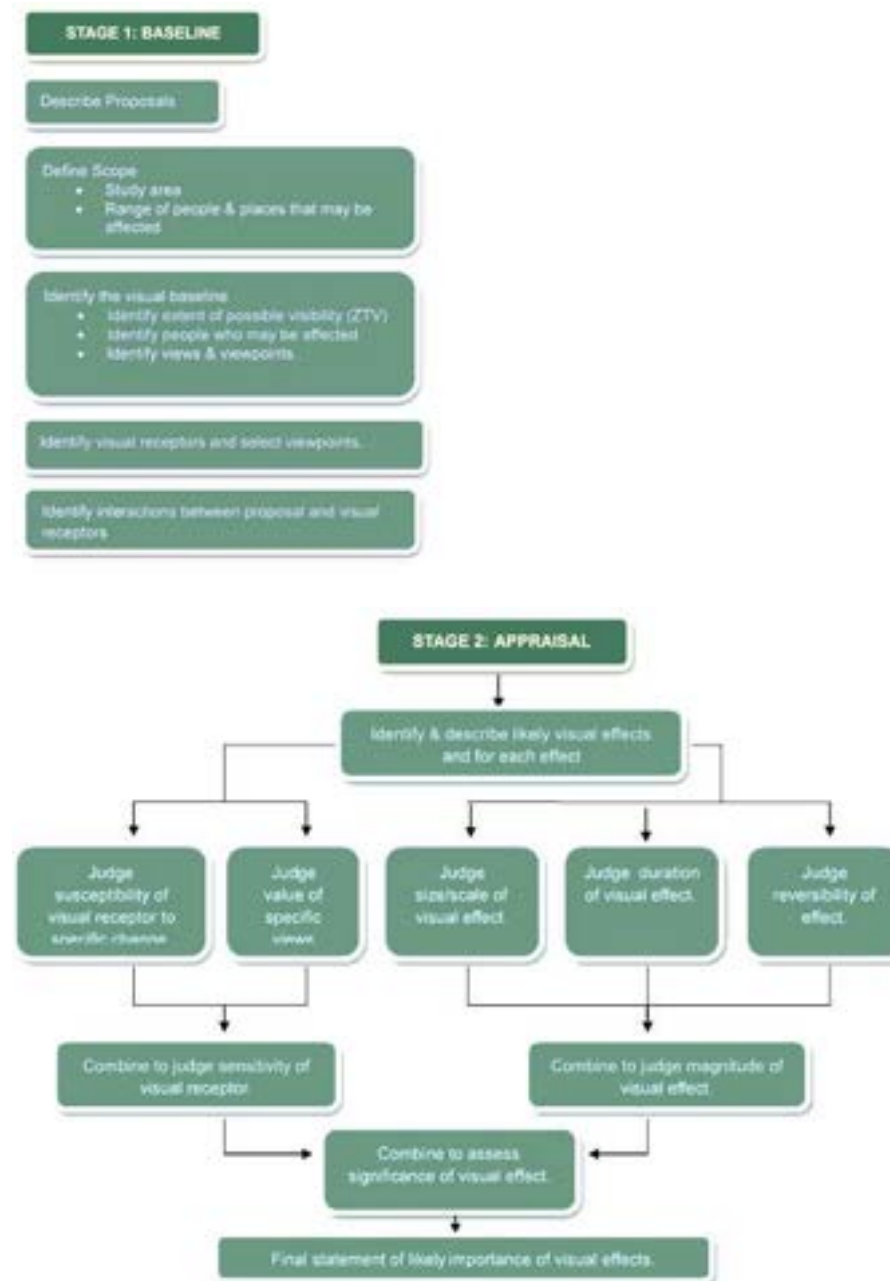 STAGE 1: BASELINE
Describe Proposals
Define Scope
• Study area
• Range of people & places that may be
affected
Identify the visual baseline
• Identify extent of possible visibility (ZTV)
• Identify people who may be affected
• Identify views & viewpoints
Identify visual receptors and select viewpoints.
Identify interactions between proposal and visual
receptors
STAGE 2: APPRAISAL
Identify & describe likely visual effects
and for each effect
Judge
susceptibility of
visual receptor to
specific change
Judge
value of
specific
views
Judge
size/scale of
visual effect.
Judge duration
of visual effect.
Judge
reversibility of
effect.
Combine to judge sensitivity of
visual receptor
Combine to judge magnitude of
visual effect.
Combine to assess
significance of visual effect.
Final statement of likely importance of visual effects.